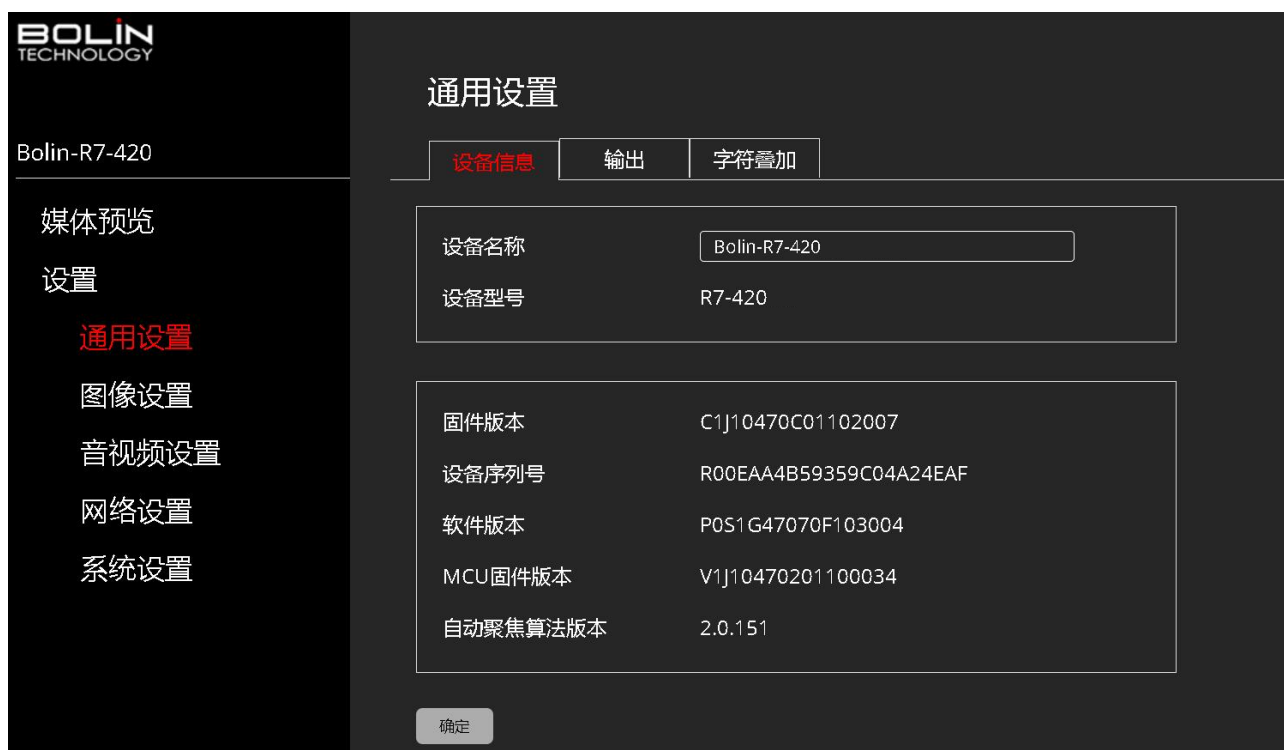 BOLIN
TECHNOLOGY
Bolin-R7-420
媒体预览
设置
通用设置
图像设置
音视频设置
网络设置
系统设置
通用设置
设备信息 输出 字符叠加
设备名称 Bolin-R7-420
设备型号 R7-420
固件版本 C1J10470C01102007
设备序列号 R00EAA4B59359C04A24EAF
软件版本 P0S1G47070F103004
MCU固件版本 V1J10470201100034
自动聚焦算法版本 2.0.151
确定